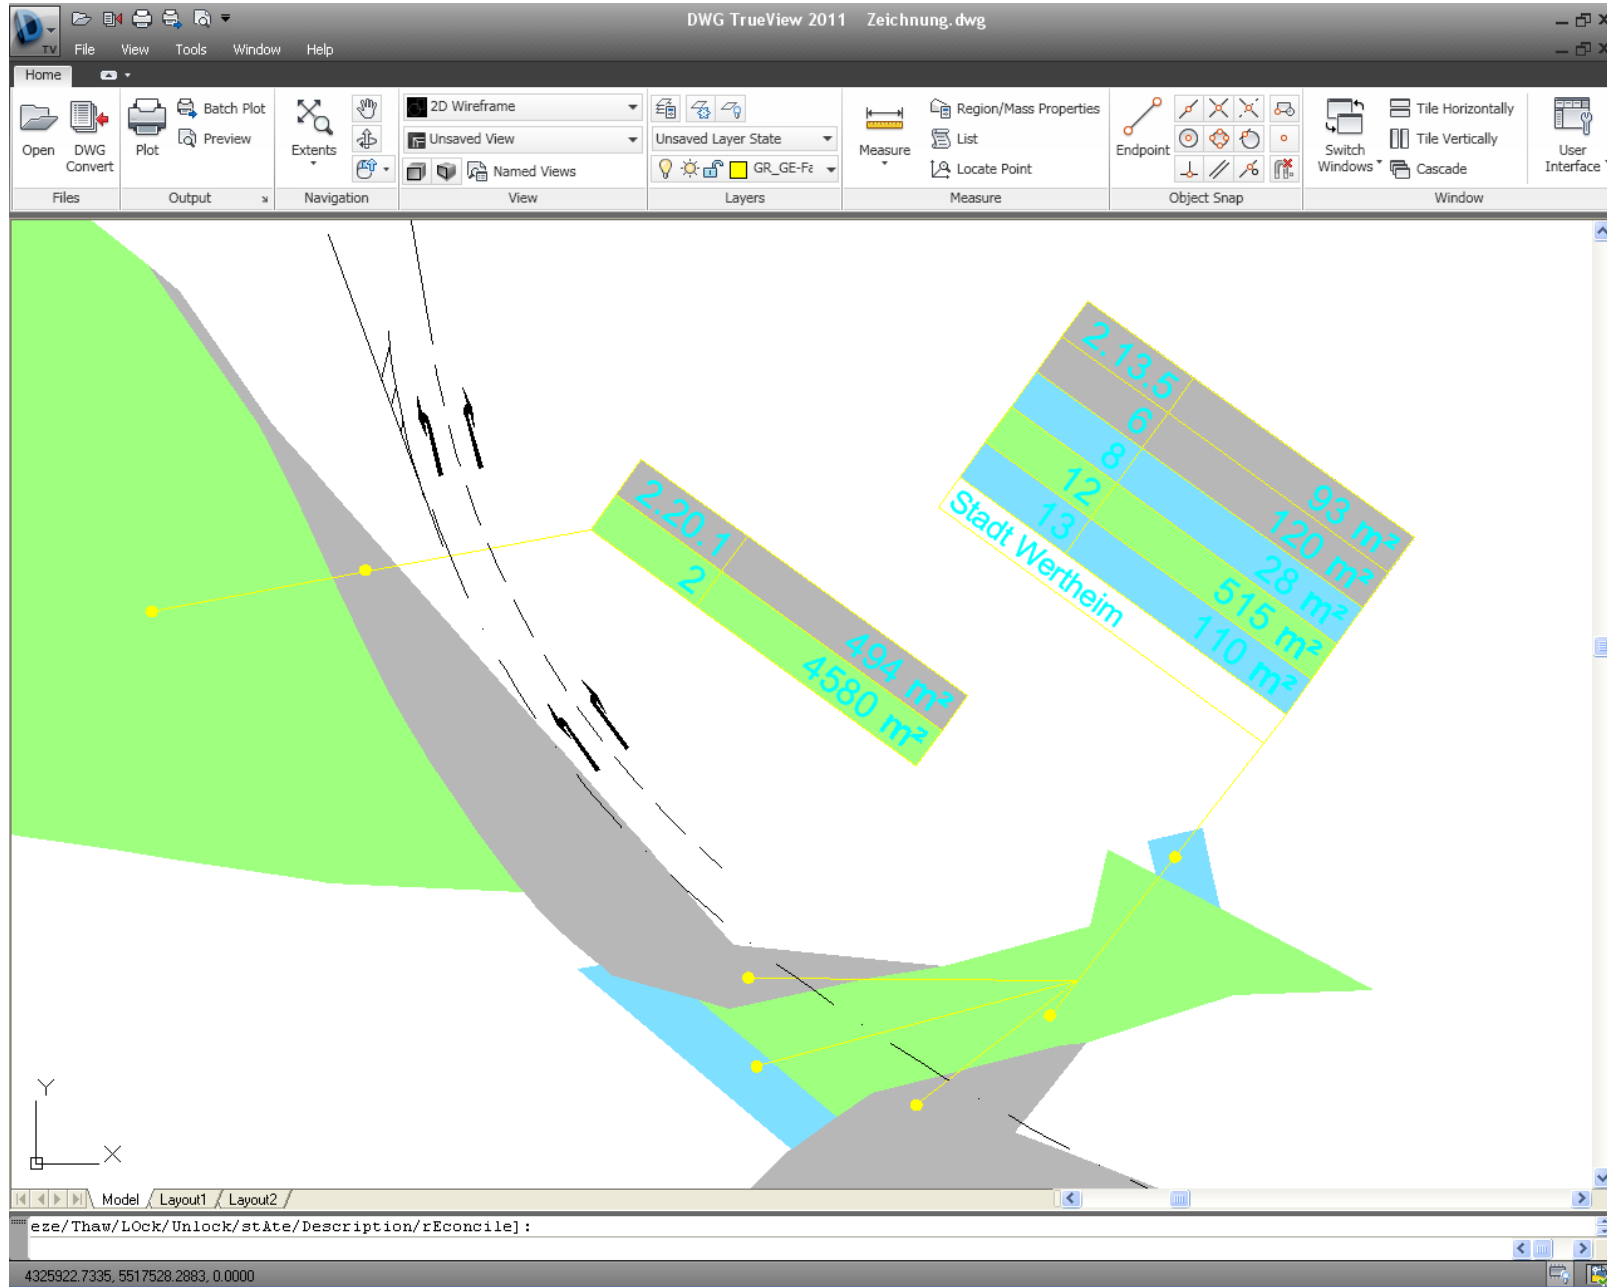 DWG TrueView 2011 Zeichnung.dwg
TV File View Tools Window Help
Home
Open
DWG Convert
Files
Plot
Batch Plot
Preview
Output
Extents
Navigation
2D Wireframe
Unsaved View
Named Views
View
Unsaved Layer State
GR_GE-Fa
Layers
Measure
Region/Mass Properties
List
Locate Point
Measure
Endpoint
Object Snap
Switch Windows
Tile Horizontally
Tile Vertically
Cascade
Window
User Interface
2.13.5 93 m²
6 120 m²
8 28 m²
12 515 m²
13 110 m²
Stadt Wertheim
2.20.1 494 m²
2 4580 m²
Y
X
Model Layout1 Layout2
eze/Thaw/LOck/Unlock/stAte/Description/rEconcile]:
4325922.7335, 5517528.2883, 0.0000